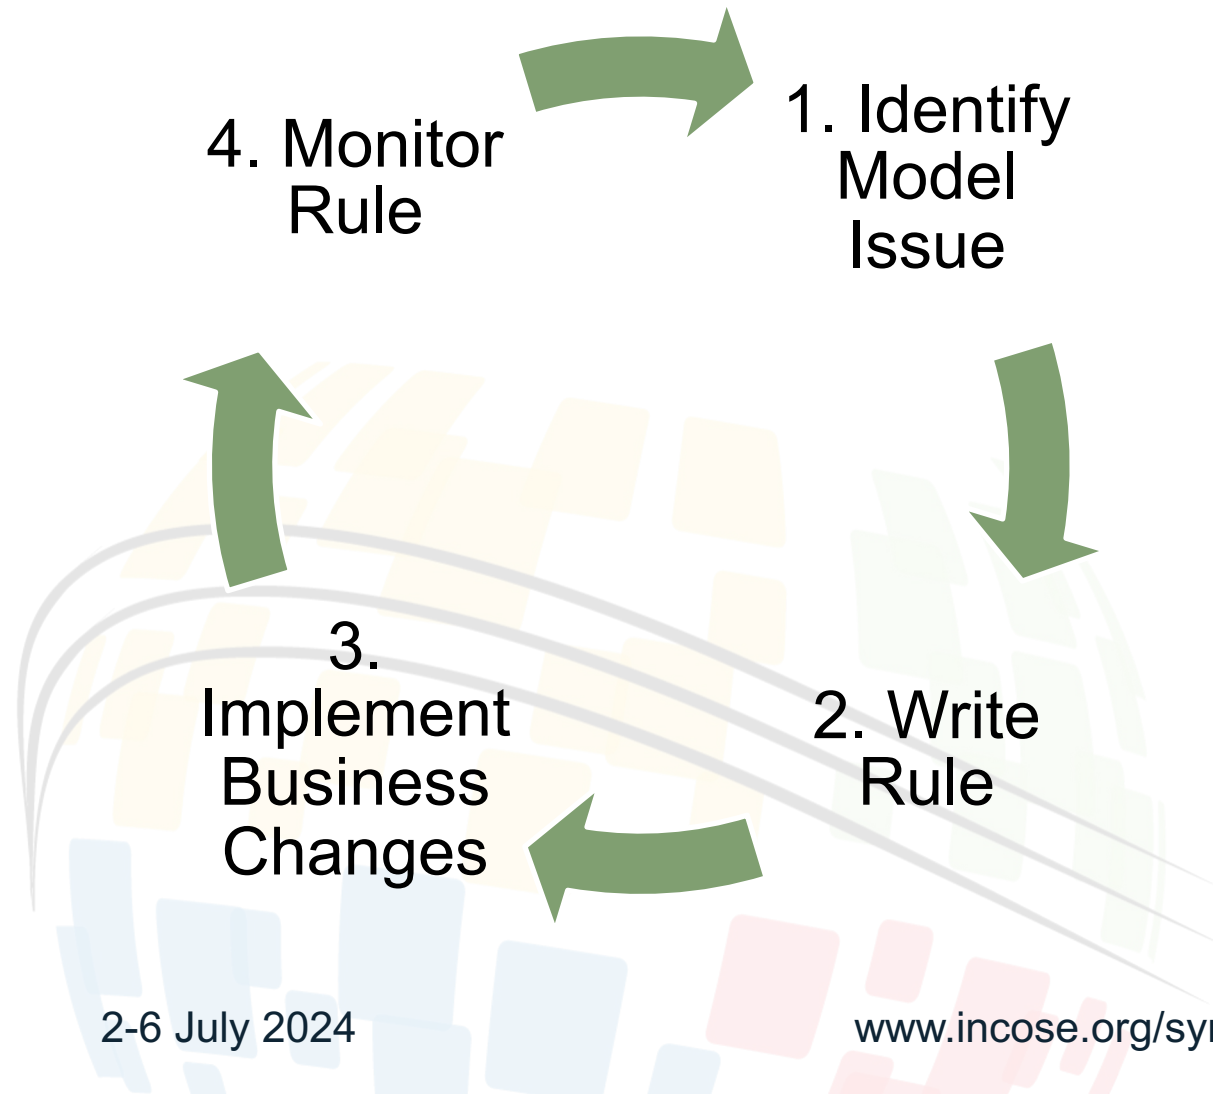 1. Identify
Model
Issue
2. Write
Rule
3.
Implement
Business
Changes
4. Monitor
Rule
2-6 July 2024
www.incose.org/syr